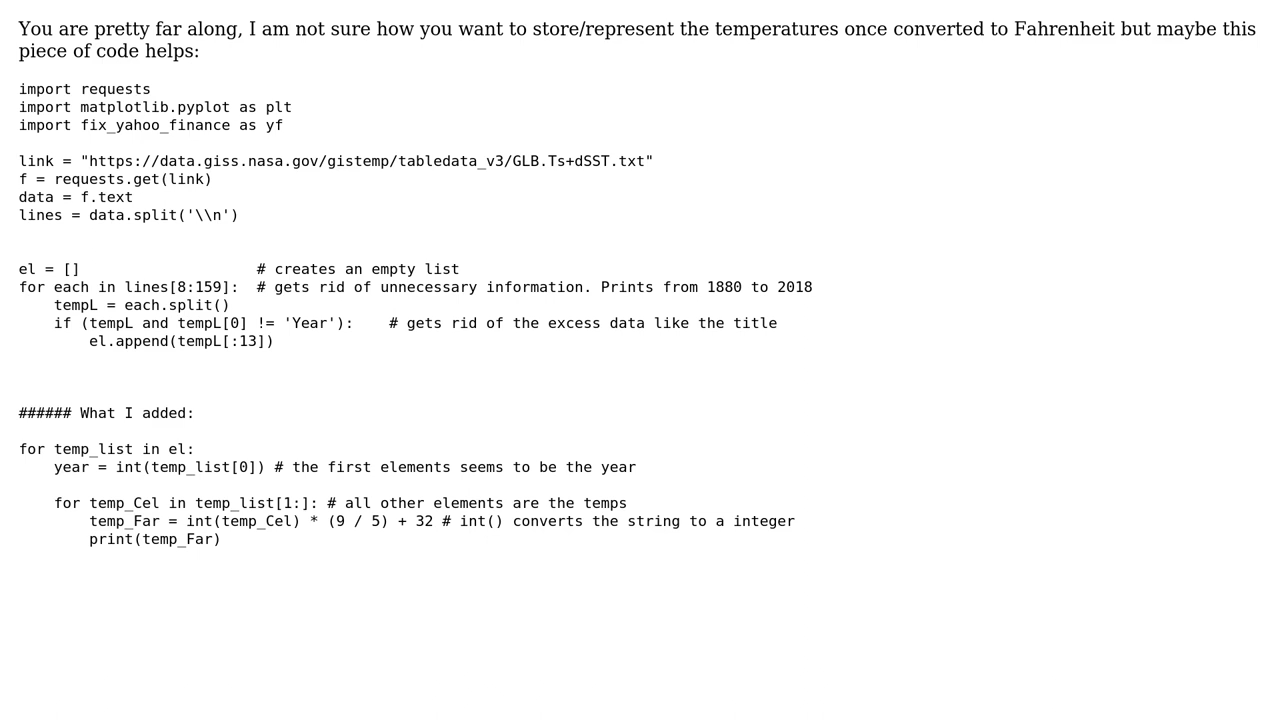 You are pretty far along, I am not sure how you want to store/represent the temperatures once converted to Fahrenheit but maybe this
piece of code helps:
import requests
import matplotlib.pyplot as plt
import fix_yahoo_finance as yf
link = "https://data.giss.nasa.gov/gistemp/tabledata_v3/GLB.Ts+dSST.txt"
f = requests.get(link)
data = f.text
lines = data.split('\\n')
el = []                    # creates an empty list
for each in lines[8:159]:  # gets rid of unnecessary information. Prints from 1880 to 2018
    tempL = each.split()
    if (tempL and tempL[0] != 'Year'):    # gets rid of the excess data like the title
        el.append(tempL[:13])
###### What I added:
for temp_list in el:
    year = int(temp_list[0]) # the first elements seems to be the year
    for temp_Cel in temp_list[1:]: # all other elements are the temps
        temp_Far = int(temp_Cel) * (9 / 5) + 32 # int() converts the string to a integer
        print(temp_Far)